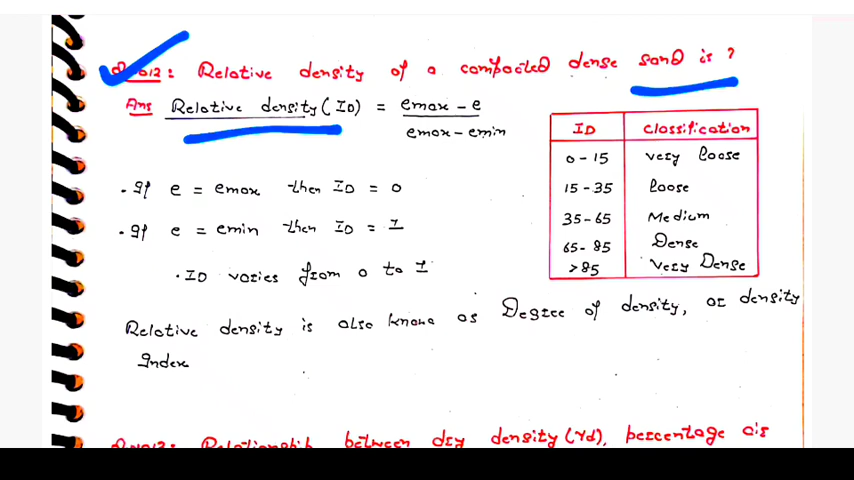 Q.No12: Relative density of a compacted dense sand is ?
Ans Relative density (ID) = emax - e
emax - emin
ID Classification
0 - 15 very loose
15 - 35 loose
35 - 65 Medium
65 - 85 Dense
>85 Very Dense
· If e = emax then ID = 0
· If e = emin then ID = 1
· ID varies from 0 to 1
Relative density is also known as Degree of density, or density
Index
Q.No13: Relationship between dry density (γd), percentage air